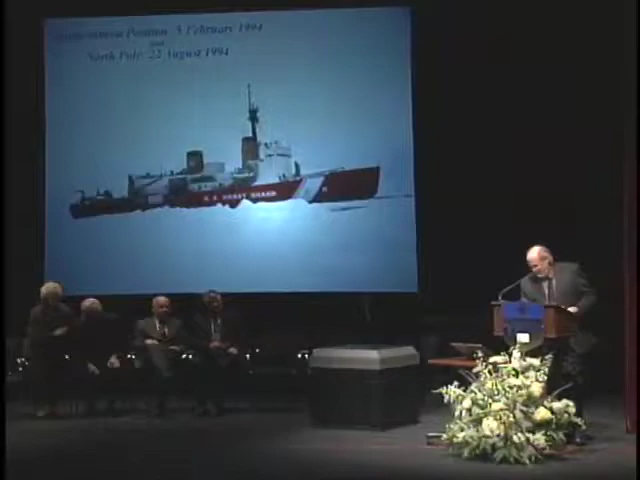 Position: 5 February 1994
and
North Pole: 22 August 1994
U.S. COAST GUARD